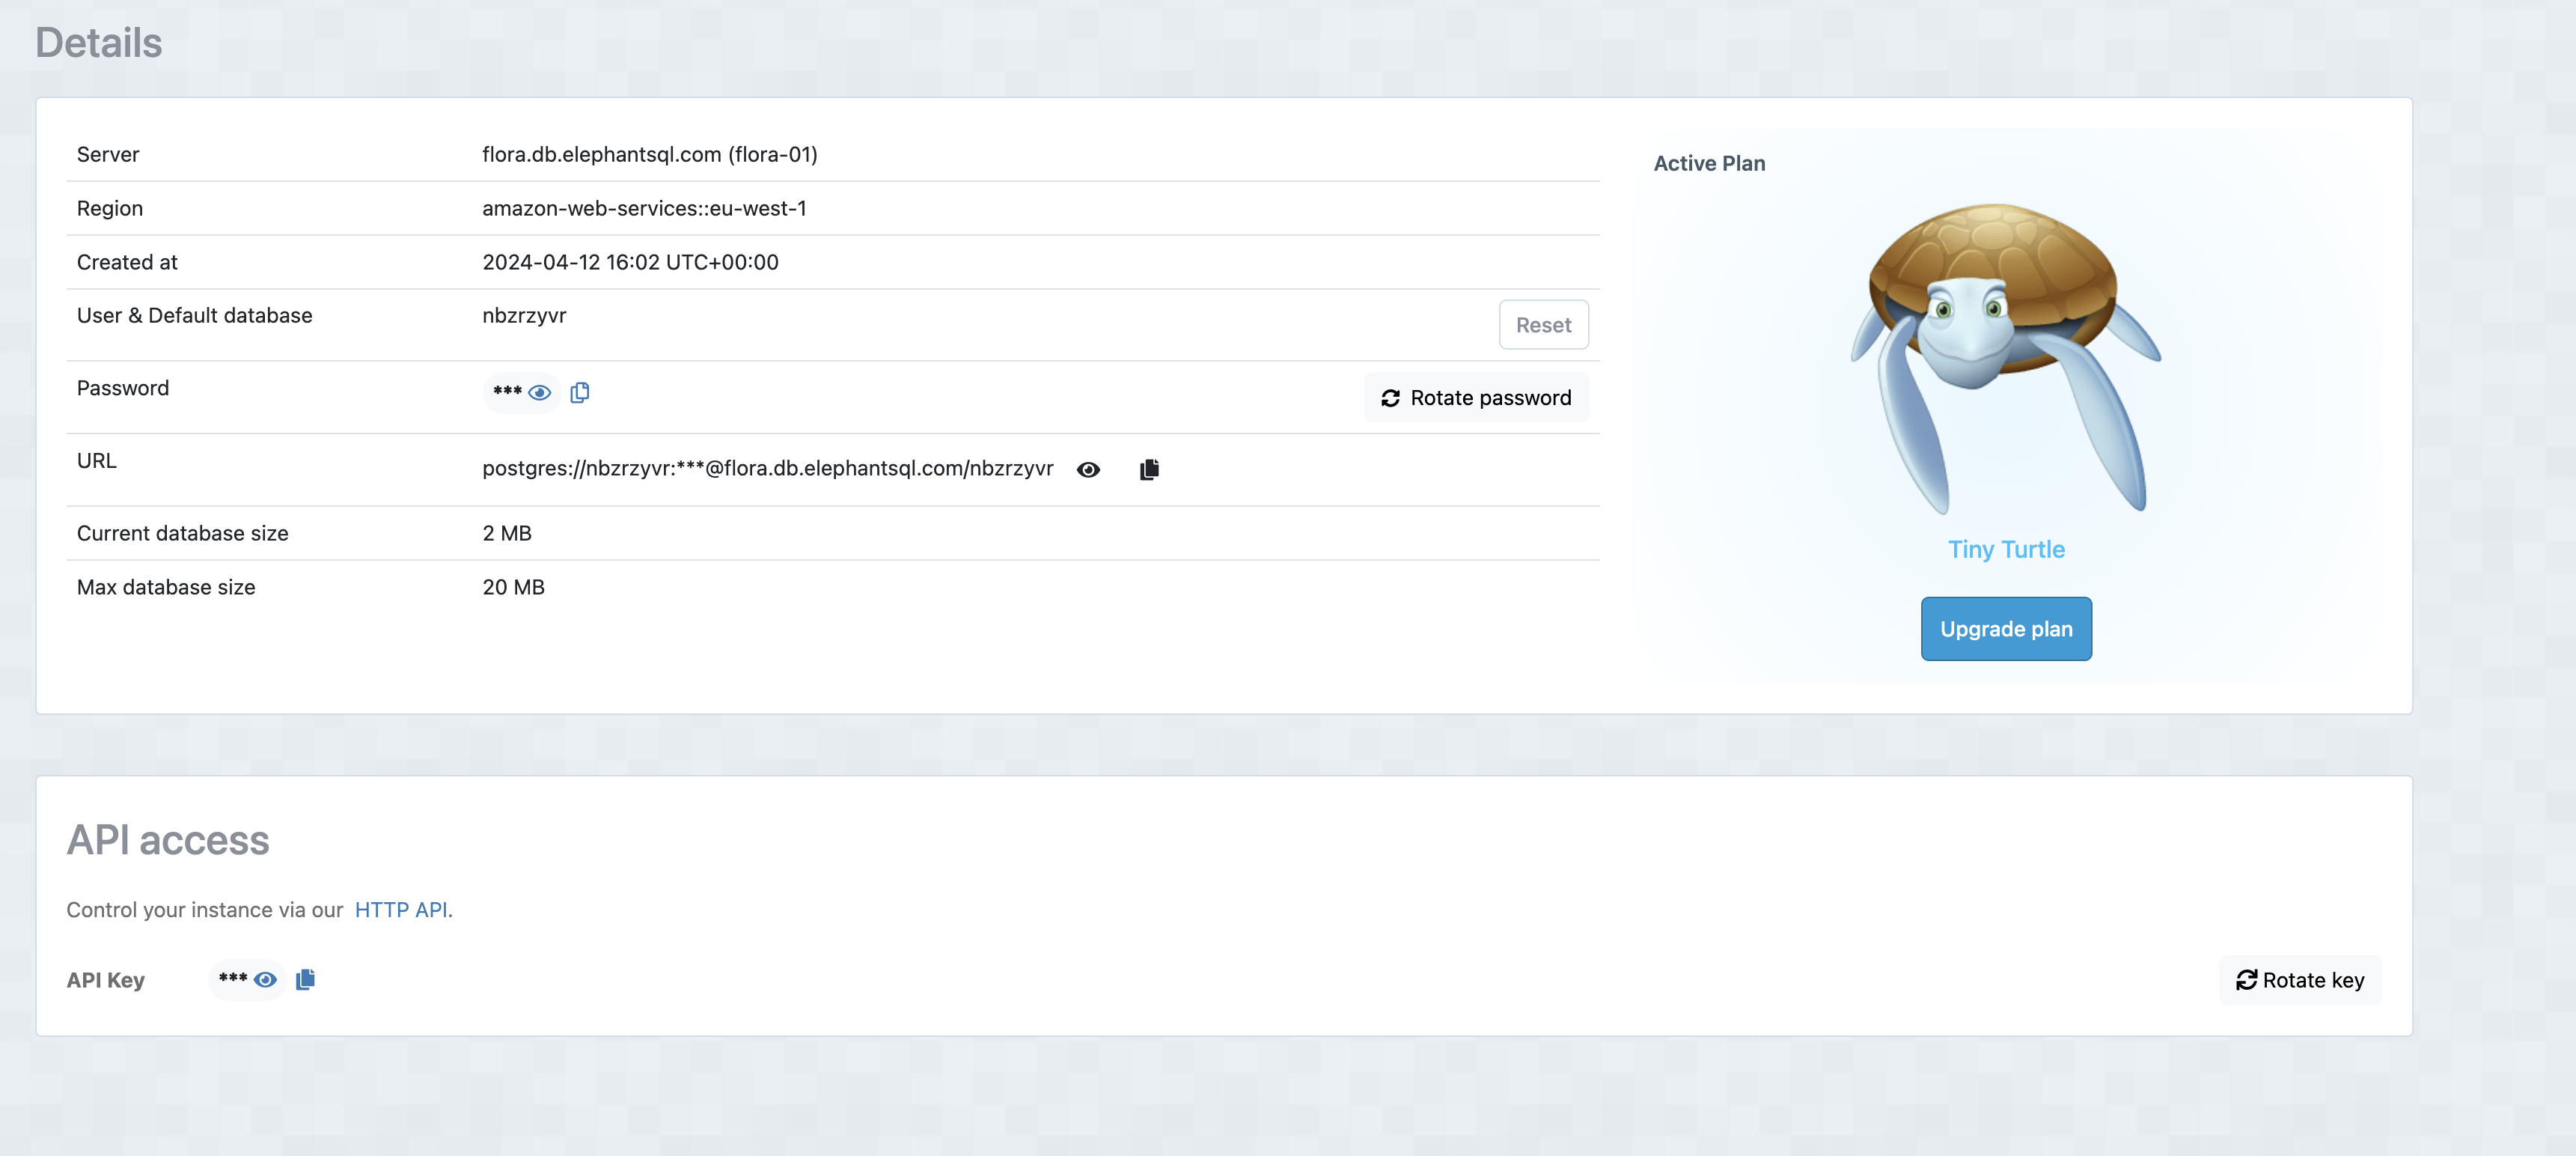 Details
Server flora.db.elephantsql.com (flora-01)
Region amazon-web-services::eu-west-1
Created at 2024-04-12 16:02 UTC+00:00
User & Default database nbzrzyvr Reset
Password *** Rotate password
URL postgres://nbzrzyvr:***@flora.db.elephantsql.com/nbzrzyvr
Current database size 2 MB
Max database size 20 MB
Active Plan
Tiny Turtle
Upgrade plan
API access
Control your instance via our HTTP API.
API Key *** Rotate key